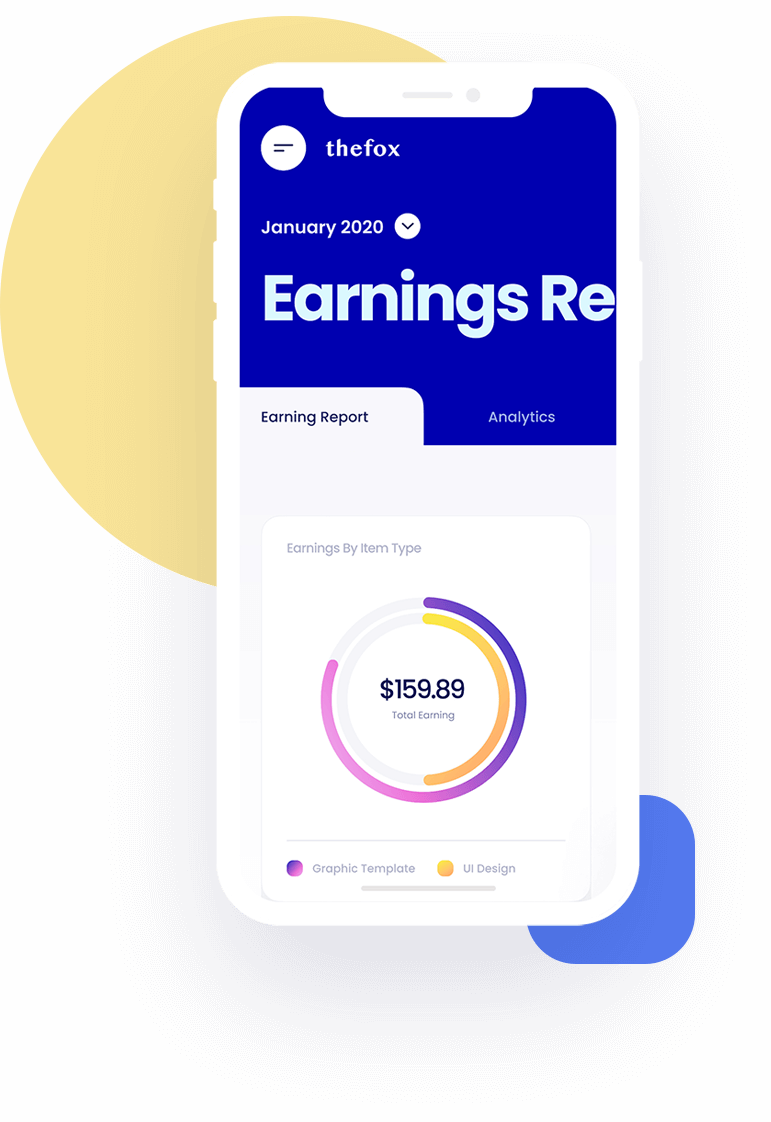 thefox
January 2020
Earnings Re
Earning Report
Analytics
Earnings By Item Type
$159.89
Total Earning
Graphic Template
UI Design